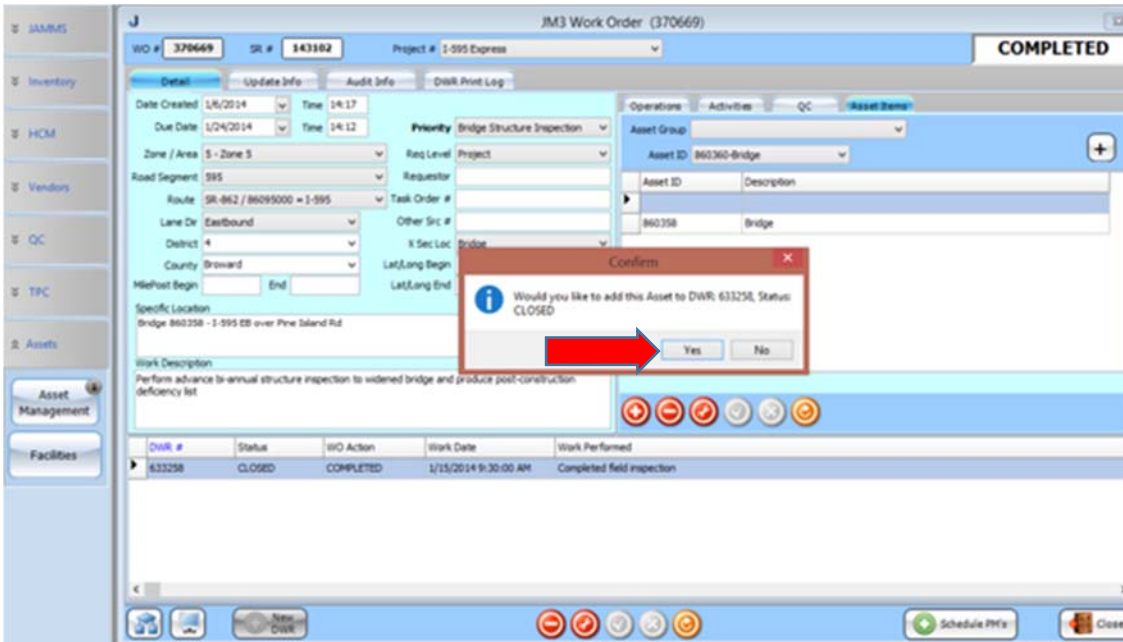 JAMMS
Inventory
HCM
Vendors
QC
TPC
Assets
Asset
Management
Facilities
JM3 Work Order (370669)
WO # 370669 SR # 143102 Project # I-595 Express COMPLETED
Detail Update Info Audit Info DWR Print Log
Date Created 1/6/2014 Time 14:17
Due Date 1/24/2014 Time 14:12 Priority Bridge Structure Inspection
Zone / Area 5 - Zone 5 Req Level Project
Road Segment 595 Requestor
Route SR-862 / 86095000 = I-595 Task Order #
Lane Dir Eastbound Other Src #
District 4 X Sec Loc Bridge
County Broward Lat/Long Begin
MilePost Begin End Lat/Long End
Specific Location
Bridge 860358 - I-595 EB over Pine Island Rd
Work Description
Perform advance bi-annual structure inspection to widened bridge and produce post-construction
deficiency list
Operations Activities QC Asset Items
Asset Group
Asset ID 860360-Bridge
Asset ID Description
860358 Bridge
Confirm
Would you like to add this Asset to DWR: 633258, Status:
CLOSED
Yes No
DWR # Status WO Action Work Date Work Performed
633258 CLOSED COMPLETED 1/15/2014 9:30:00 AM Completed field inspection
New
DWR
Schedule PM's
Close